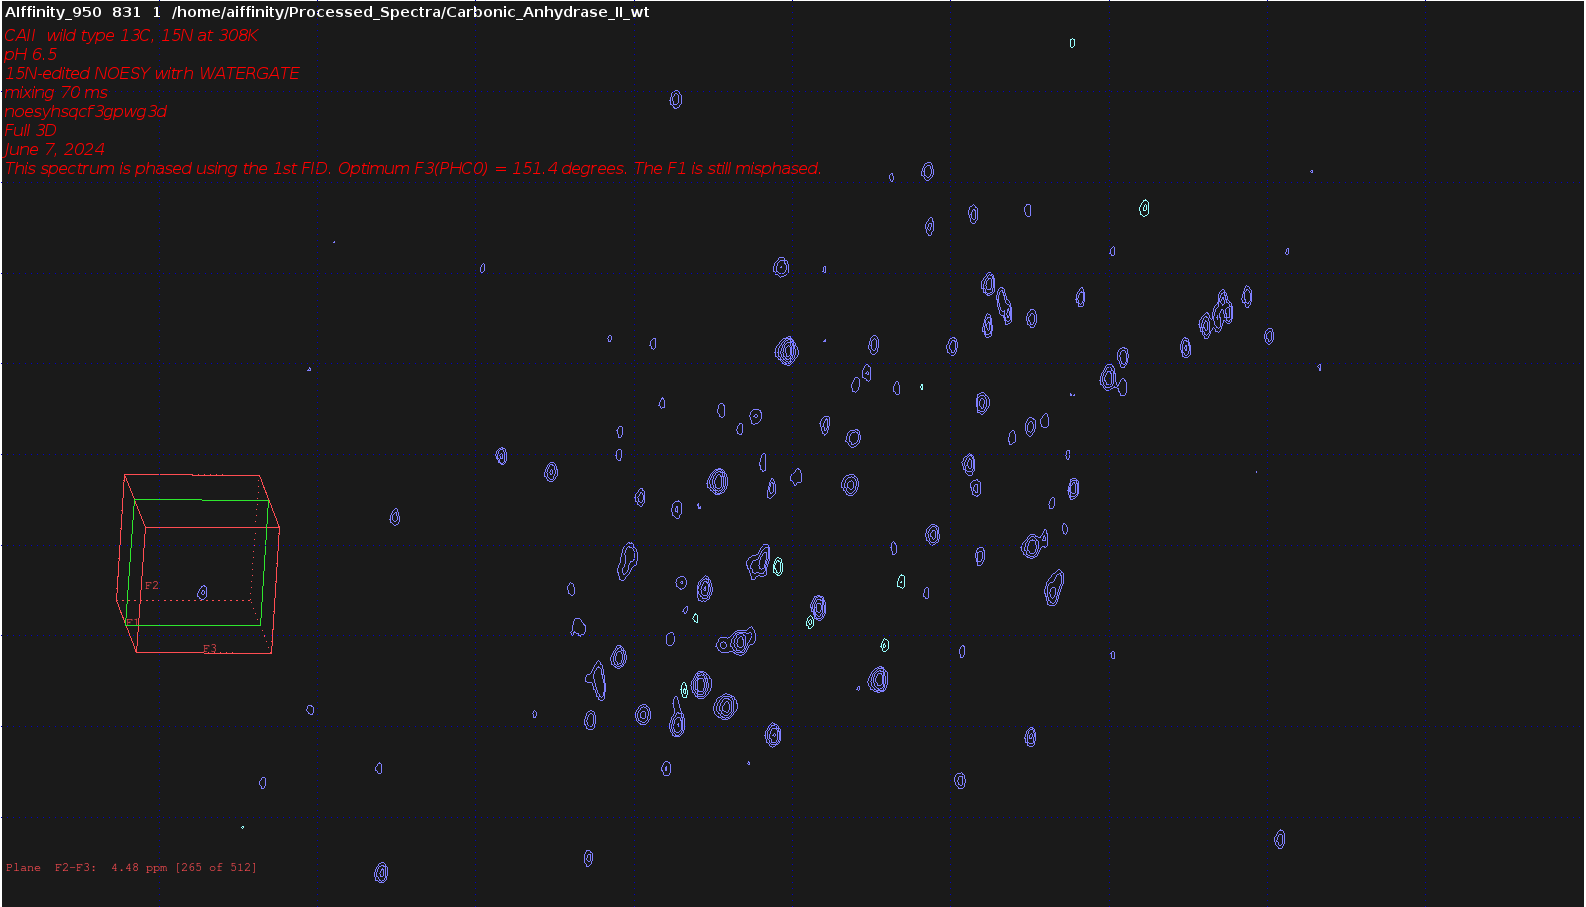 AIffinity_950  831  1  /home/aiffinity/Processed_Spectra/Carbonic_Anhydrase_II_wt
CAII  wild type 13C, 15N at 308K
pH 6.5
15N-edited NOESY witrh WATERGATE
mixing 70 ms
noesyhsqcf3gpwg3d
Full 3D
June 7, 2024
This spectrum is phased using the 1st FID. Optimum F3(PHC0) = 151.4 degrees. The F1 is still misphased.
F2
F1
F3
Plane  F2-F3:  4.48 ppm [265 of 512]